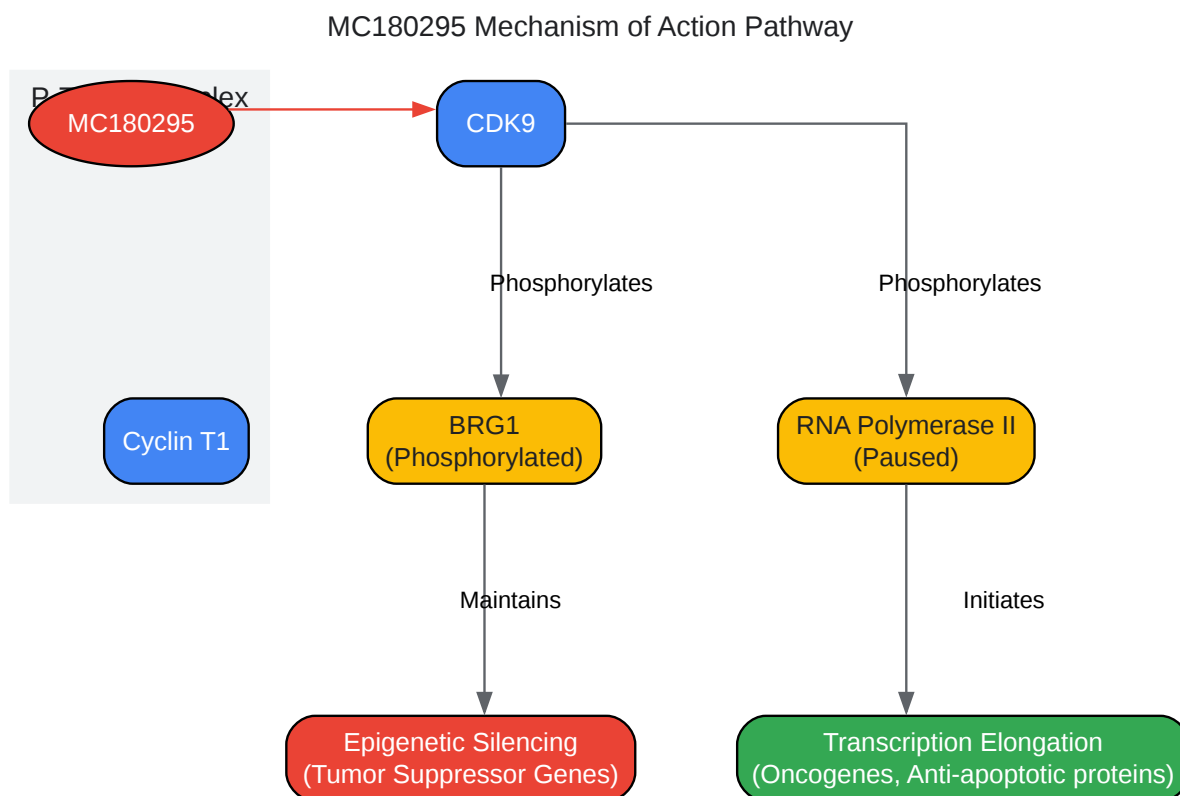 MC180295 Mechanism of Action Pathway
MC180295
CDK9
Phosphorylates
Phosphorylates
Cyclin T1
BRG1
(Phosphorylated)
RNA Polymerase II
(Paused)
Maintains
Initiates
Epigenetic Silencing
(Tumor Suppressor Genes)
Transcription Elongation
(Oncogenes, Anti-apoptotic proteins)